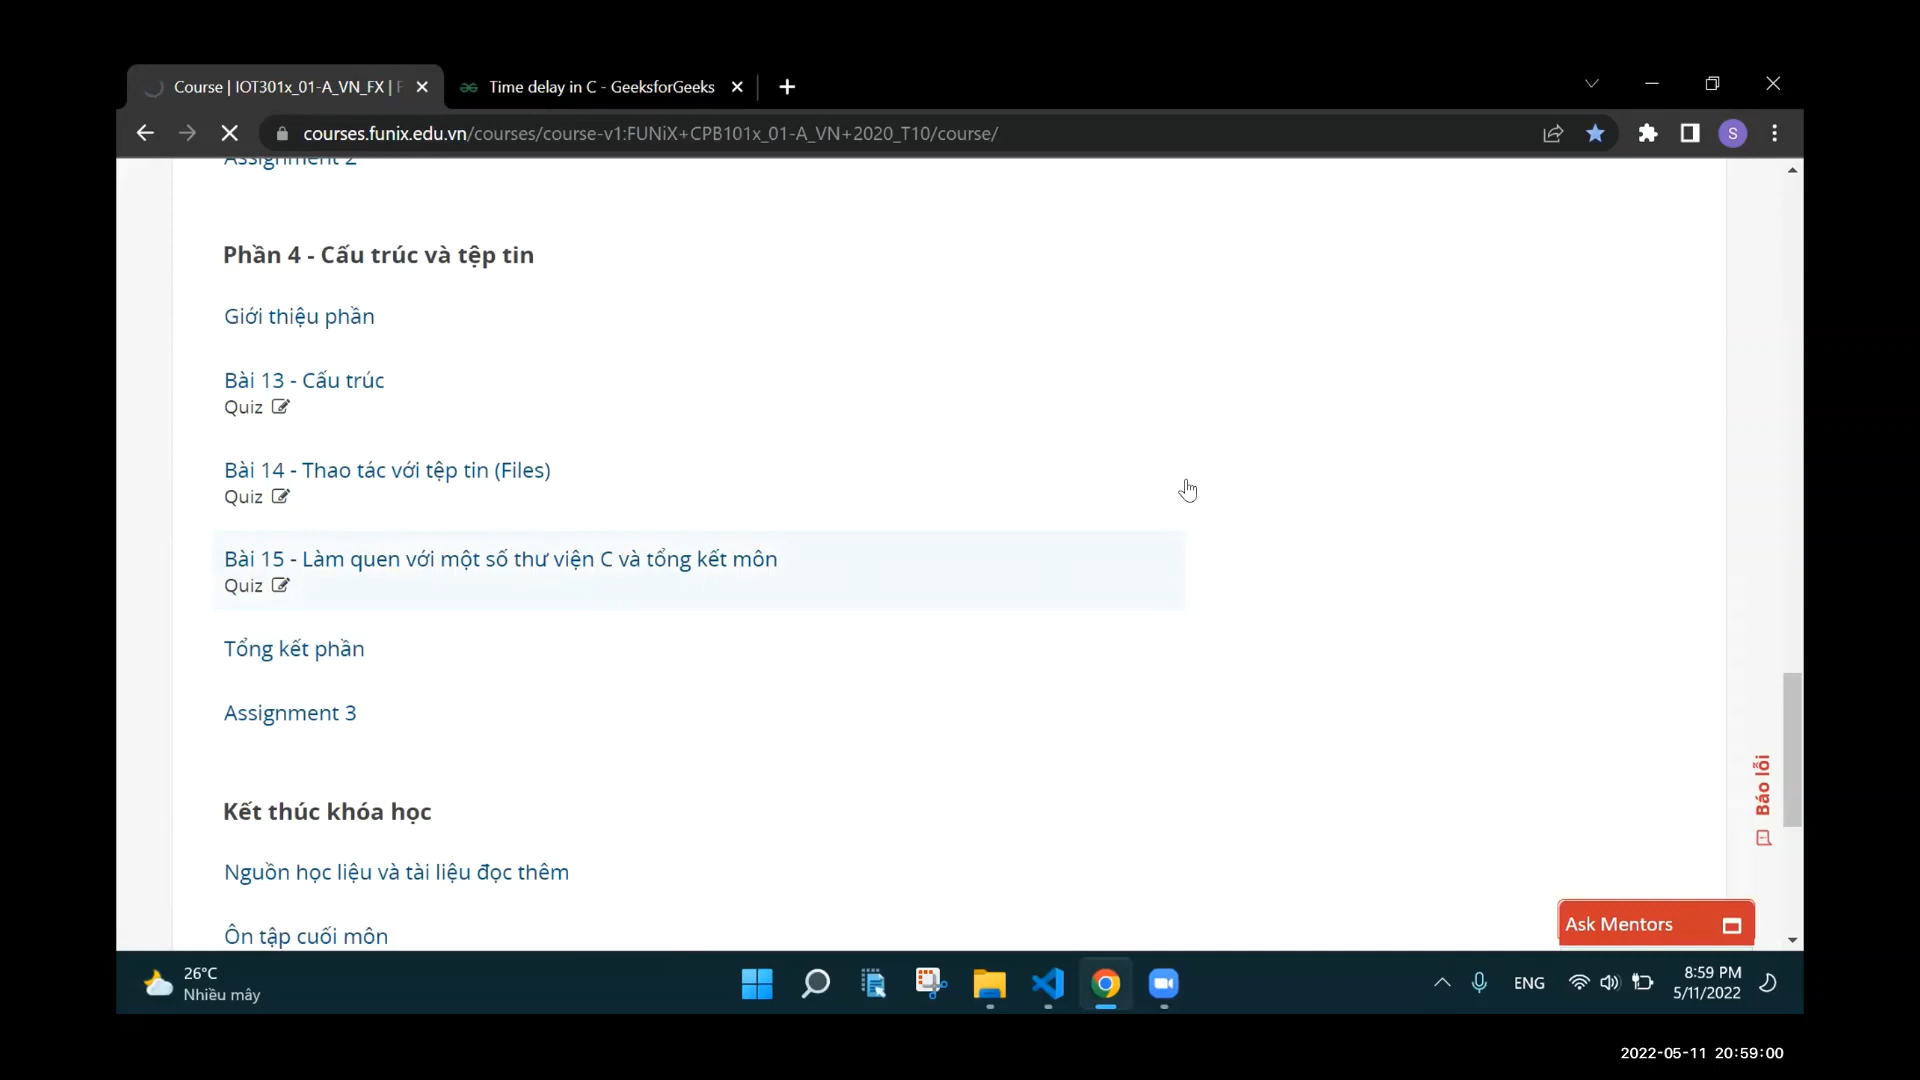 Course | IOT301x_01-A_VN_FX | F
Time delay in C - GeeksforGeeks
courses.funix.edu.vn/courses/course-v1:FUNiX+CPB101x_01-A_VN+2020_T10/course/
S
Assignment 2
Phần 4 - Cấu trúc và tệp tin
Giới thiệu phần
Bài 13 - Cấu trúc
Quiz
Bài 14 - Thao tác với tệp tin (Files)
Quiz
Bài 15 - Làm quen với một số thư viện C và tổng kết môn
Quiz
Tổng kết phần
Assignment 3
Kết thúc khóa học
Nguồn học liệu và tài liệu đọc thêm
Ôn tập cuối môn
Báo lỗi
Ask Mentors
26°C
Nhiều mây
ENG
8:59 PM
5/11/2022
2022-05-11 20:59:00